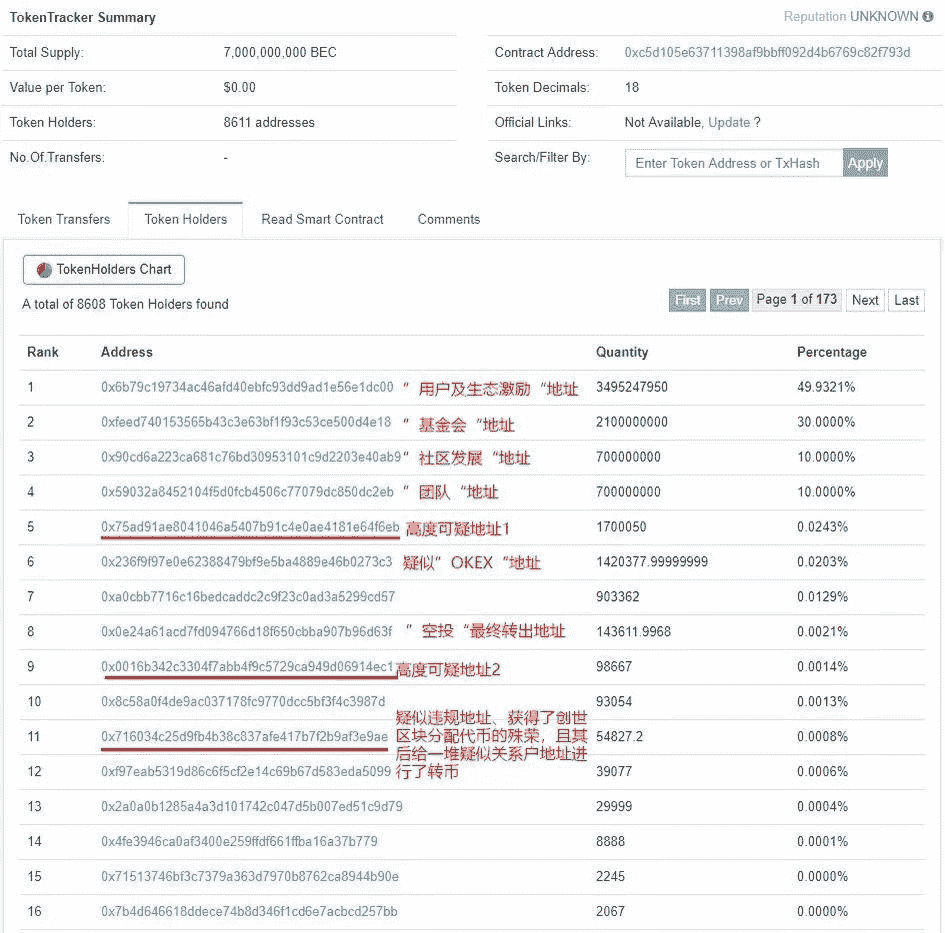 TokenTracker Summary
Reputation UNKNOWN
Total Supply: 7,000,000,000 BEC
Contract Address: 0xc5d105e63711398af9bbff092d4b6769c82f793d
Value per Token: $0.00
Token Decimals: 18
Token Holders: 8611 addresses
Official Links: Not Available, Update ?
No.Of.Transfers: -
Search/Filter By: Enter Token Address or TxHash Apply
Token Transfers Token Holders Read Smart Contract Comments
TokenHolders Chart
A total of 8608 Token Holders found
First Prev Page 1 of 173 Next Last
Rank Address Quantity Percentage
1 0x6b79c19734ac46afd40ebfc93dd9ad1e56e1dc00 ”用户及生态激励“地址 3495247950 49.9321%
2 0xfeed740153565b43c3e63bf1f93c53ce500d4e18 ”基金会“地址 2100000000 30.0000%
3 0x90cd6a223ca681c76bd30953101c9d2203e40ab9 ”社区发展“地址 700000000 10.0000%
4 0x59032a8452104f5d0fcb4506c77079dc850dc2eb ”团队“地址 700000000 10.0000%
5 0x75ad91ae8041046a5407b91c4e0ae4181e64f6eb 高度可疑地址1 1700050 0.0243%
6 0x236f9f97e0e62388479bf9e5ba4889e46b0273c3 疑似”OKEX“地址 1420377.99999999 0.0203%
7 0xa0cbb7716c16bedcaddc2c9f23c0ad3a5299cd57 903362 0.0129%
8 0x0e24a61acd7fd094766d18f650cbba907b96d63f ”空投“最终转出地址 143611.9968 0.0021%
9 0x0016b342c3304f7abb4f9c5729ca949d06914ec1 高度可疑地址2 98667 0.0014%
10 0x8c58a0f4de9ac037178fc9770dcc5bf3f4c3987d 93054 0.0013%
疑似违规地址、获得了创世
11 0x716034c25d9fb4b38c837afe417b7f2b9af3e9ae 区块分配代币的殊荣，且其 54827.2 0.0008%
后给一堆疑似关系户地址进
12 0xf97eab5319d86c6f5cf2e14c69b67d583eda5099 行了转币 39077 0.0006%
13 0x2a0a0b1285a4a3d101742c047d5b007ed51c9d79 29999 0.0004%
14 0x4fe3946ca0af3400e259ffdf661ffba16a37b779 8888 0.0001%
15 0x71513746bf3c7379a363d7970b8762ca8944b90e 2245 0.0000%
16 0x7b4d646618ddece74b8d346f1cd6e7acbcd257bb 2067 0.0000%